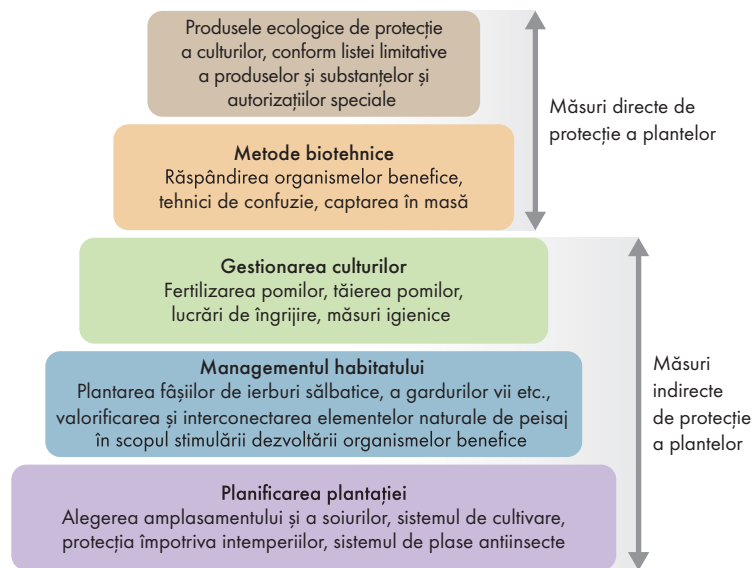 Produsele ecologice de protecție
a culturilor, conform listei limitative
a produselor și substanțelor și
autorizațiilor speciale
Măsuri directe de
protecție a plantelor
Metode biotehnice
Răspândirea organismelor benefice,
tehnici de confuzie, captarea în masă
Gestionarea culturilor
Fertilizarea pomilor, tăierea pomilor,
lucrări de îngrijire, măsuri igienice
Managmentul habitatului
Plantarea fâșiilor de ierburi sălbatice, a gardurilor vii etc.,
valorificarea și interconectarea elementelor naturale de peisaj
în scopul stimulării dezvoltării organismelor benefice
Măsuri
indirecte
de protecție
a plantelor
Planificarea plantației
Alegerea amplasamentului și a soiurilor, sistemul de cultivare,
protecția împotriva intemperiilor, sistemul de plase antiinsecte